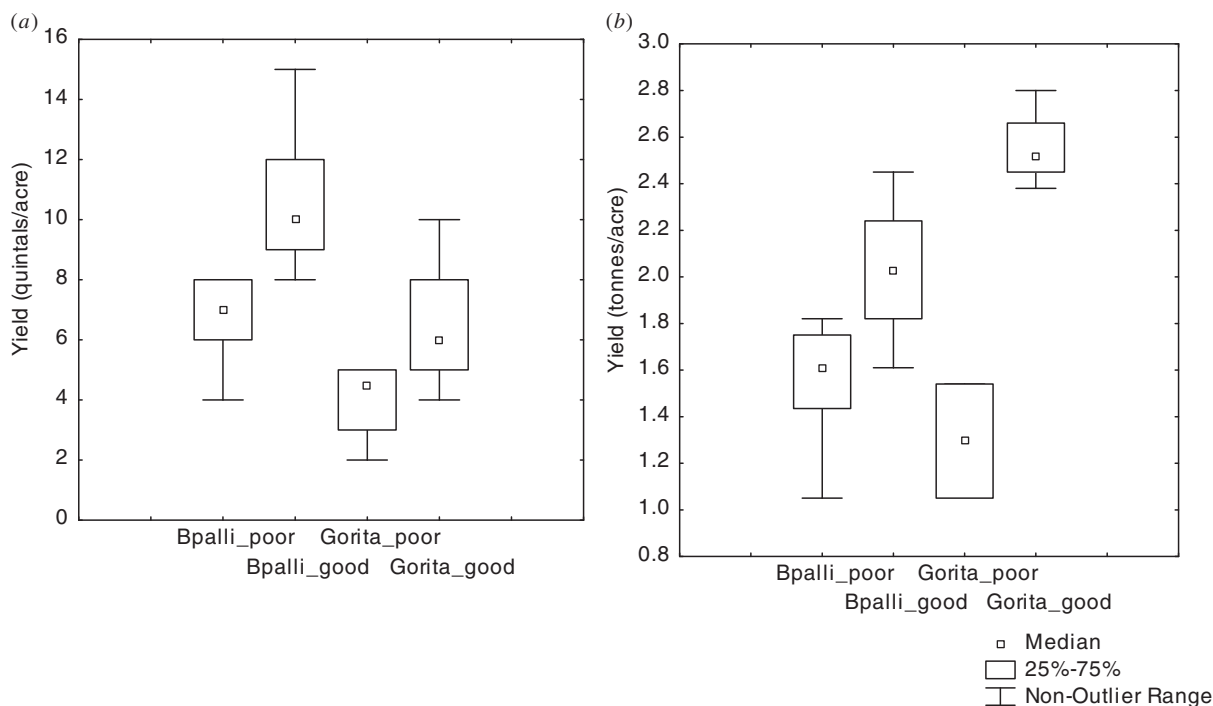 (a)
16
14
12
10
8
6
4
2
0
Yield (quintals/acre)
Bpalli_poor Gorita_poor
Bpalli_good Gorita_good
(b)
3.0
2.8
2.6
2.4
2.2
2.0
1.8
1.6
1.4
1.2
1.0
0.8
Yield (tonnes/acre)
Bpalli_poor Gorita_poor
Bpalli_good Gorita_good
Median
25%-75%
Non-Outlier Range